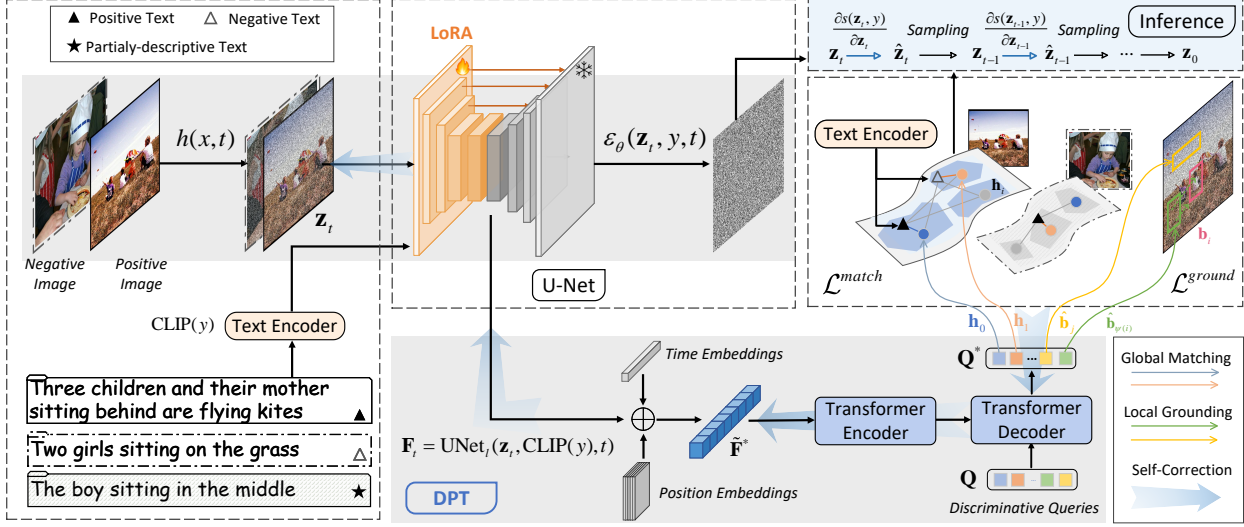 ▲ Positive Text △ Negative Text
★ Partialy-descriptive Text
h(x,t)
z_t
Negative Image
Positive Image
CLIP(y)
Text Encoder
Three children and their mother
sitting behind are flying kites ▲
Two girls sitting on the grass △
The boy sitting in the middle ★
LoRA
ε_θ(z_t, y, t)
U-Net
∂s(z_t, y)
∂z_t
Sampling
∂s(z_{t-1}, y)
∂z_{t-1}
Sampling
Inference
z_t ẑ_t z_{t-1} ẑ_{t-1} ··· z_0
Text Encoder
h_i
b_i
ℒ^{match}
ℒ^{ground}
h_0 h_1 b̂_i b̂_{ψ(i)}
Q^*
...
Time Embeddings
F_t = UNet_l(z_t, CLIP(y), t)
F̃^*
Transformer
Encoder
Transformer
Decoder
Position Embeddings
Q
Discriminative Queries
DPT
Global Matching
Local Grounding
Self-Correction